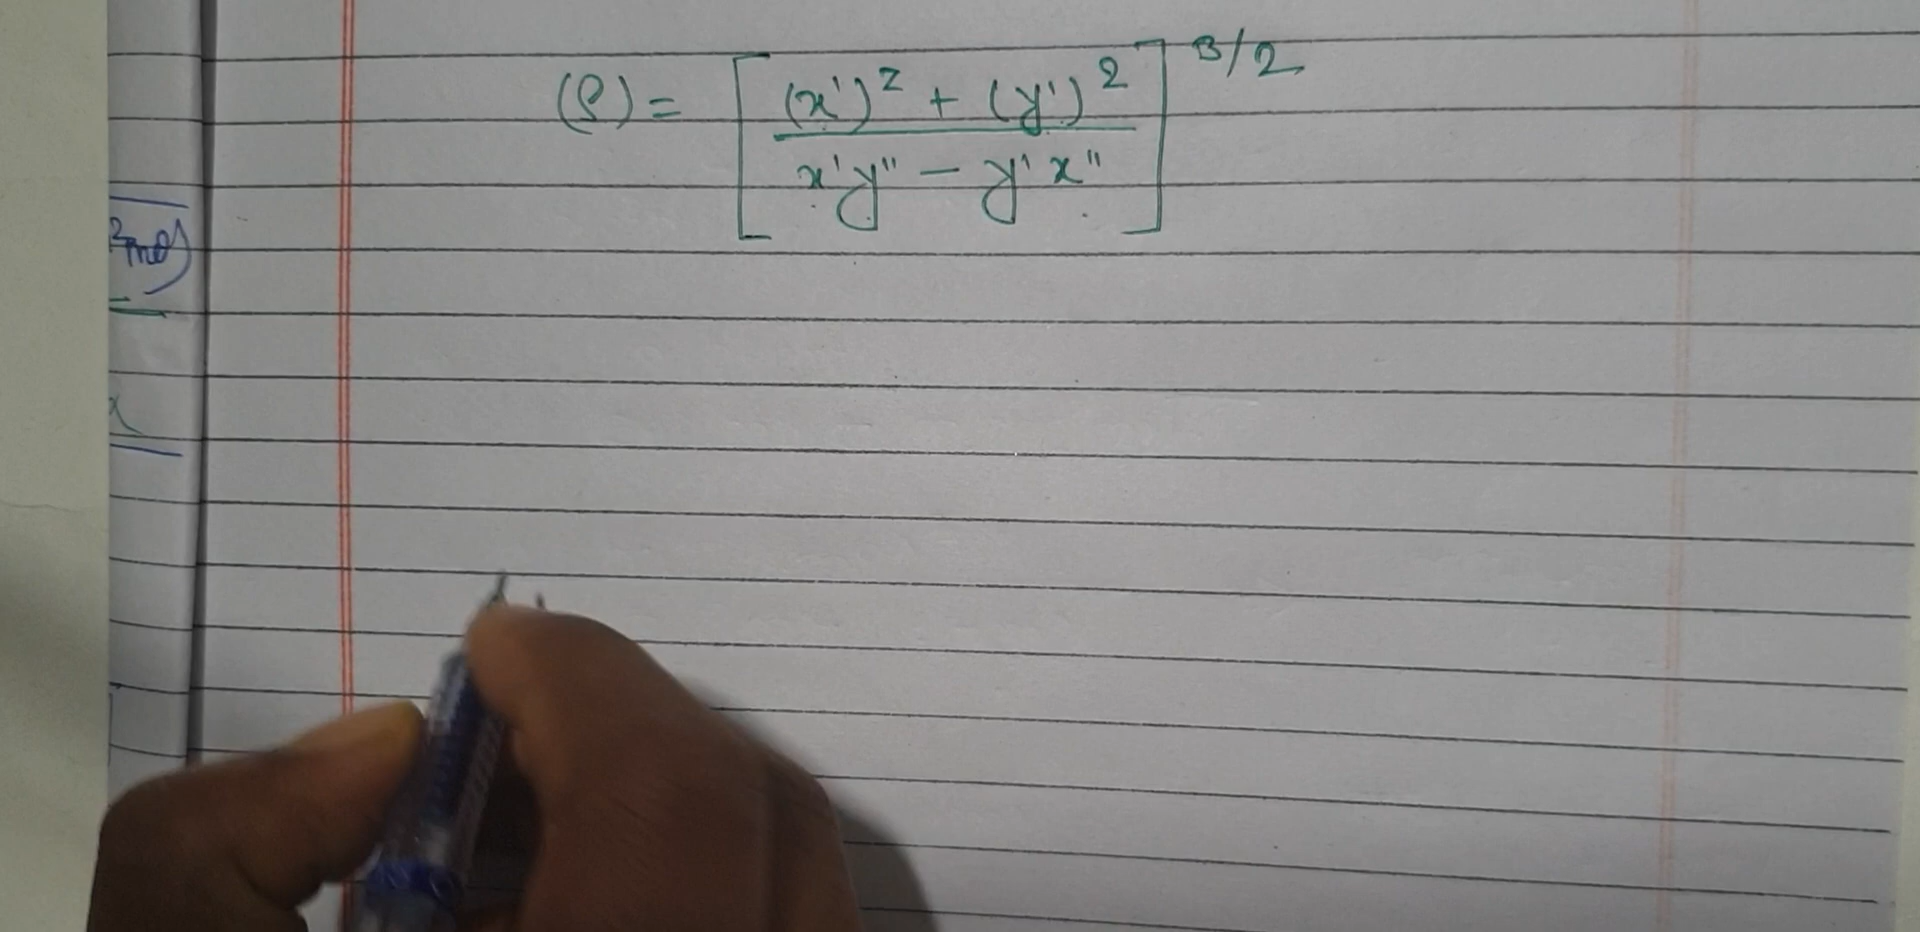 (ρ) = [ (x')² + (y')² / x'y'' - y'x'' ]^3/2